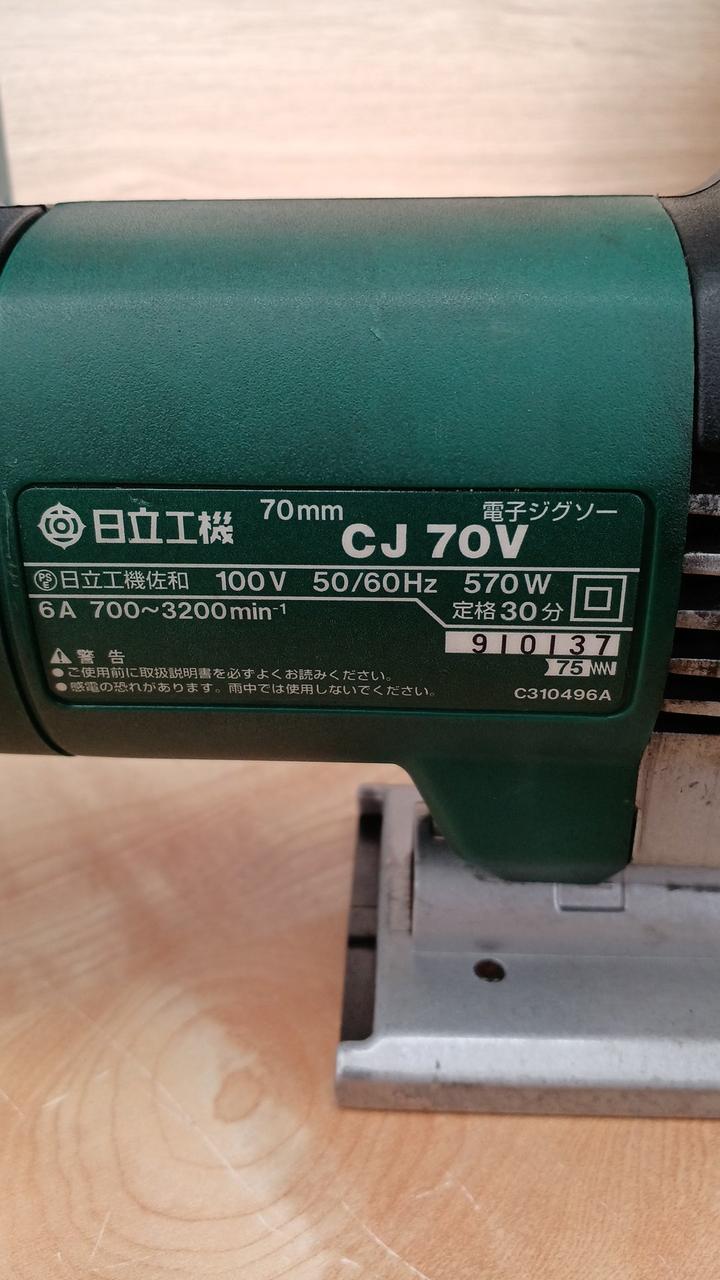 日立工機 70mm 電子ジグソー
CJ 70V
PSE 日立工機佐和 100V 50/60Hz 570W
6A 700～3200min⁻¹ 定格30分
910137
75
⚠警告
●ご使用前に取扱説明書を必ずよくお読みください。
●感電の恐れがあります。雨中では使用しないでください。
C310496A